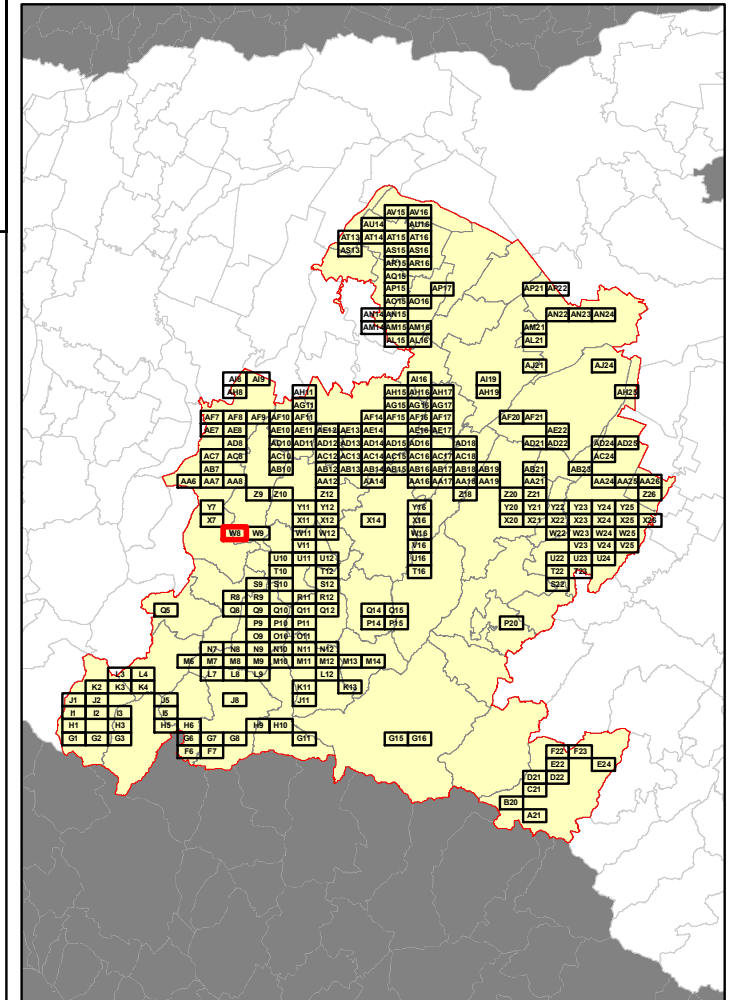 AV15 AV16
AU14 AU16
AT13 AT14 AT15 AT16
AS13 AS15 AS16
AR15 AR16
AQ15
AP15 AP17 AP21 AP22
AO15 AO16
AN14 AN15 AN22 AN23 AN24
AM14 AM15 AM16 AM21
AL15 AL16 AL21
AJ21 AJ24
AI8 AI9 AI16 AI19
AH8 AH11 AH15 AH16 AH17 AH19 AH25
AG11 AG15 AG16 AG17
AF7 AF8 AF9 AF10 AF11 AF14 AF15 AF16 AF17 AF20 AF21
AE7 AE8 AE10 AE11 AE12 AE13 AE14 AE16 AE17 AE22
AD8 AD10 AD11 AD12 AD13 AD14 AD15 AD16 AD18 AD21 AD22 AD24 AD25
AC7 AC8 AC10 AC12 AC13 AC14 AC15 AC16 AC17 AC18 AC24
AB7 AB10 AB12 AB13 AB14 AB15 AB16 AB17 AB18 AB19 AB21 AB23
AA6 AA7 AA8 AA12 AA14 AA16 AA17 AA18 AA19 AA21 AA24 AA25 AA26
Z9 Z10 Z12 Z18 Z20 Z21 Z26
Y7 Y11 Y12 Y16 Y20 Y21 Y22 Y23 Y24 Y25
X7 X11 X12 X14 X16 X20 X21 X22 X23 X24 X25 X26
W8 W9 W11 W12 W16 W22 W23 W24 W25
V11 V16 V23 V24 V25
U10 U11 U12 U16 U22 U23 U24
T10 T12 T16 T22 T23
S9 S10 S12 S22
R8 R9 R11 R12
Q5 Q8 Q9 Q10 Q11 Q12 Q14 Q15
P9 P10 P11 P14 P15 P20
O9 O10 O11
N7 N8 N9 N10 N11 N12
M6 M7 M8 M9 M10 M11 M12 M13 M14
L3 L4 L7 L8 L9 L12
K2 K3 K4 K11 K13
J1 J2 J5 J8 J11
I1 I2 I3 I5
H1 H3 H5 H6 H9 H10
G1 G2 G3 G6 G7 G8 G11 G15 G16
F6 F7 F22 F23
E22 E24
D21 D22
C21
B20
A21